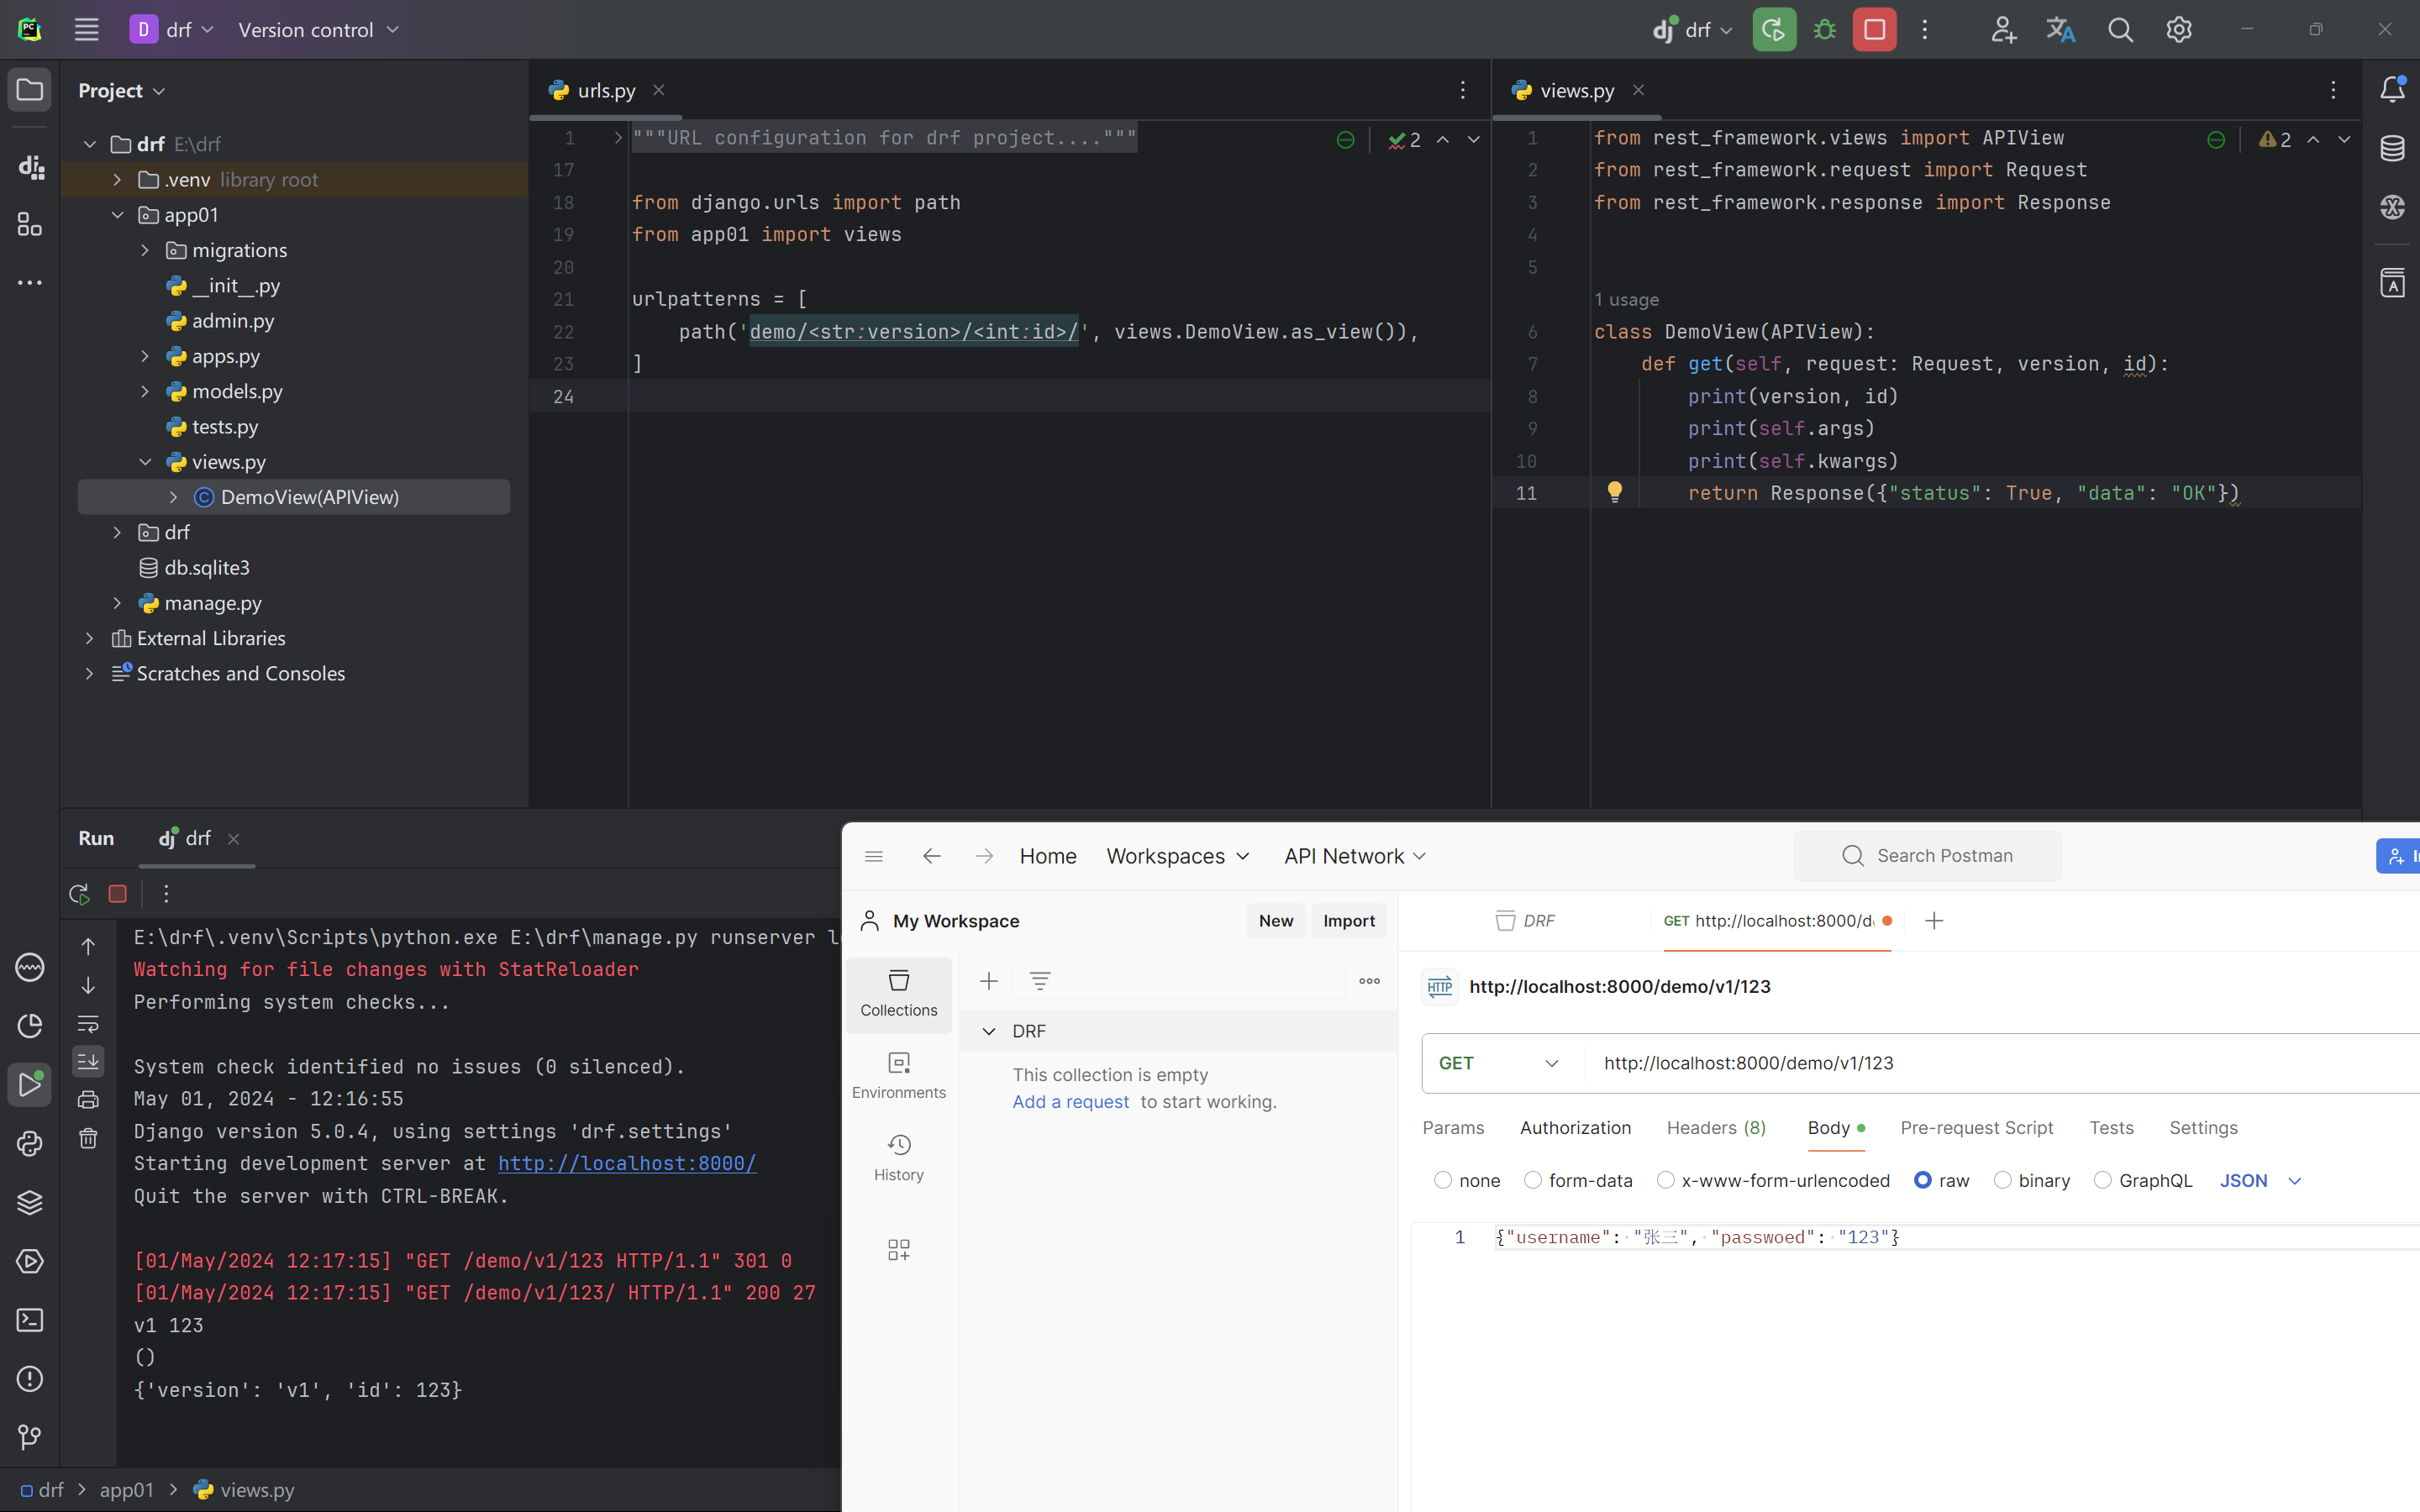 D drf Version control
dj drf
Project
drf E:\drf
.venv library root
app01
migrations
__init__.py
admin.py
apps.py
models.py
tests.py
views.py
DemoView(APIView)
drf
db.sqlite3
manage.py
External Libraries
Scratches and Consoles
urls.py
1 """URL configuration for drf project...."""
2
17
18 from django.urls import path
19 from app01 import views
20
21 urlpatterns = [
22 path('demo/<str:version>/<int:id>/', views.DemoView.as_view()),
23 ]
24
views.py
1 from rest_framework.views import APIView
2
2 from rest_framework.request import Request
3 from rest_framework.response import Response
4
5
1 usage
6 class DemoView(APIView):
7 def get(self, request: Request, version, id):
8 print(version, id)
9 print(self.args)
10 print(self.kwargs)
11 return Response({"status": True, "data": "OK"})
Run dj drf
E:\drf\.venv\Scripts\python.exe E:\drf\manage.py runserver
Watching for file changes with StatReloader
Performing system checks...
System check identified no issues (0 silenced).
May 01, 2024 - 12:16:55
Django version 5.0.4, using settings 'drf.settings'
Starting development server at http://localhost:8000/
Quit the server with CTRL-BREAK.
[01/May/2024 12:17:15] "GET /demo/v1/123 HTTP/1.1" 301 0
[01/May/2024 12:17:15] "GET /demo/v1/123/ HTTP/1.1" 200 27
v1 123
()
{'version': 'v1', 'id': 123}
drf > app01 > views.py
Home Workspaces API Network
Search Postman
My Workspace New Import
DRF
GET http://localhost:8000/d
Collections
Environments
History
DRF
This collection is empty
Add a request to start working.
HTTP http://localhost:8000/demo/v1/123
GET http://localhost:8000/demo/v1/123
Params Authorization Headers (8) Body Pre-request Script Tests Settings
none form-data x-www-form-urlencoded raw binary GraphQL JSON
1 {"username": "张三", "passwoed": "123"}